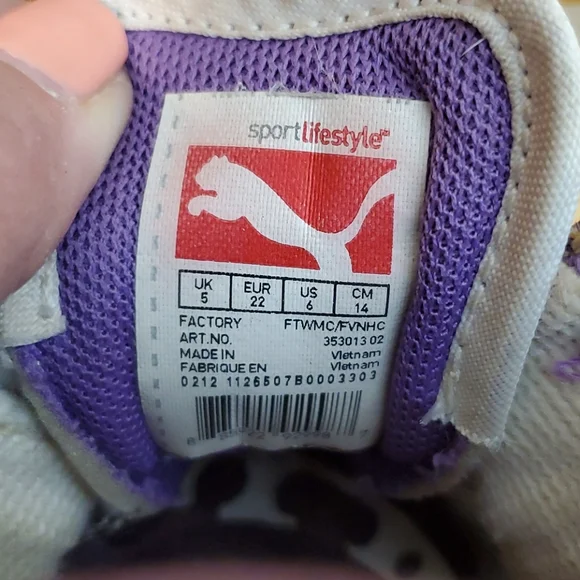 sportlifestyle™
UK EUR US CM
5 22 6 14
FACTORY FTWMC/FVNHC
ART.NO. 353013 02
MADE IN Vietnam
FABRIQUE EN Vietnam
0212 1126507B0003303